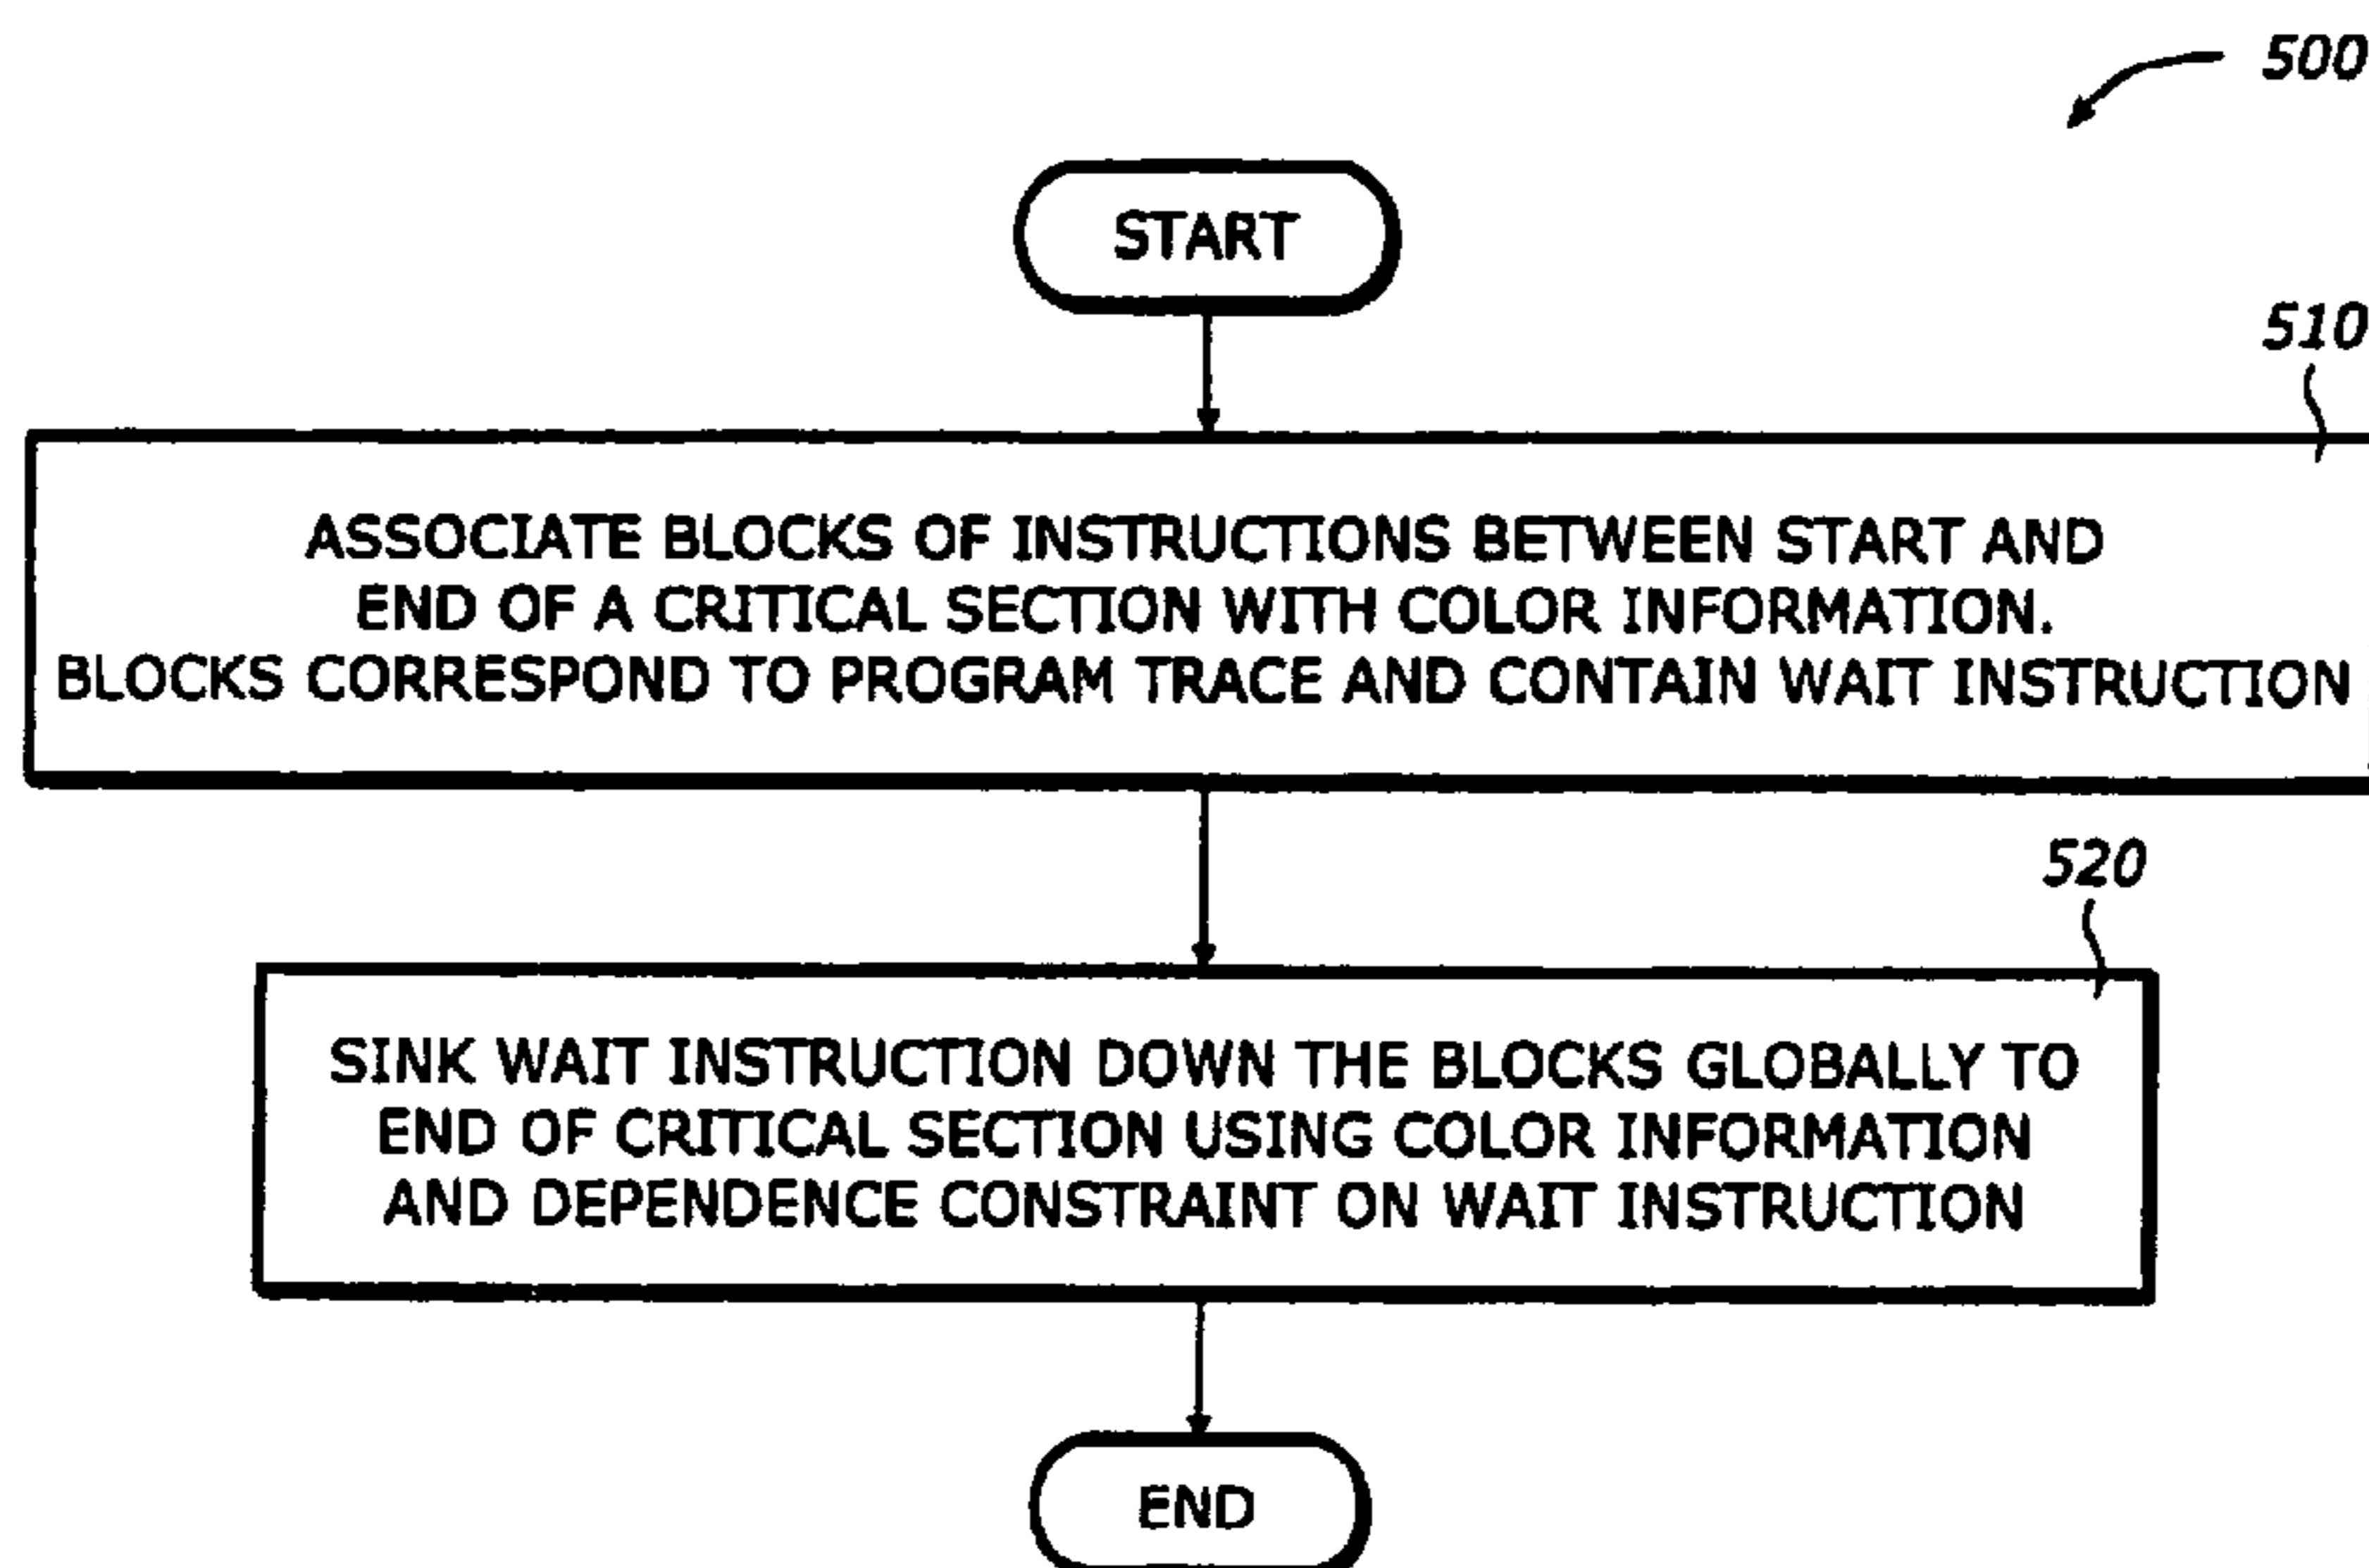 500
START
510
ASSOCIATE BLOCKS OF INSTRUCTIONS BETWEEN START AND
END OF A CRITICAL SECTION WITH COLOR INFORMATION.
BLOCKS CORRESPOND TO PROGRAM TRACE AND CONTAIN WAIT INSTRUCTION
520
SINK WAIT INSTRUCTION DOWN THE BLOCKS GLOBALLY TO
END OF CRITICAL SECTION USING COLOR INFORMATION
AND DEPENDENCE CONSTRAINT ON WAIT INSTRUCTION
END